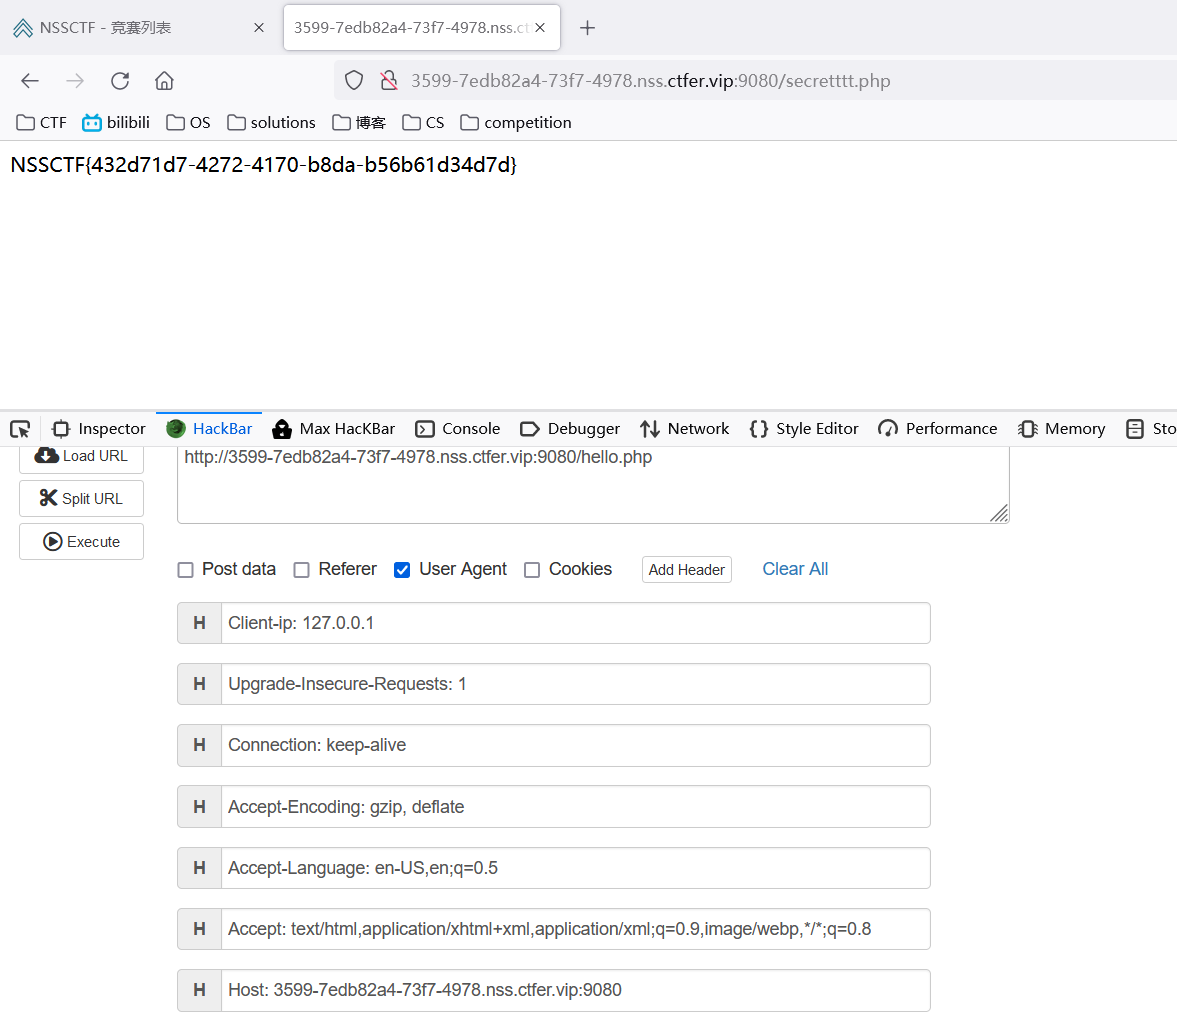 NSSCTF - 竞赛列表
3599-7edb82a4-73f7-4978.nss.ct
3599-7edb82a4-73f7-4978.nss.ctfer.vip:9080/secretttt.php
CTF bilibili OS solutions 博客 CS competition
NSSCTF{432d71d7-4272-4170-b8da-b56b61d34d7d}
Inspector HackBar Max HacKBar Console Debugger Network Style Editor Performance Memory Sto
Load URL
http://3599-7edb82a4-73f7-4978.nss.ctfer.vip:9080/hello.php
Split URL
Execute
Post data Referer User Agent Cookies Add Header Clear All
H Client-ip: 127.0.0.1
H Upgrade-Insecure-Requests: 1
H Connection: keep-alive
H Accept-Encoding: gzip, deflate
H Accept-Language: en-US,en;q=0.5
H Accept: text/html,application/xhtml+xml,application/xml;q=0.9,image/webp,*/*;q=0.8
H Host: 3599-7edb82a4-73f7-4978.nss.ctfer.vip:9080